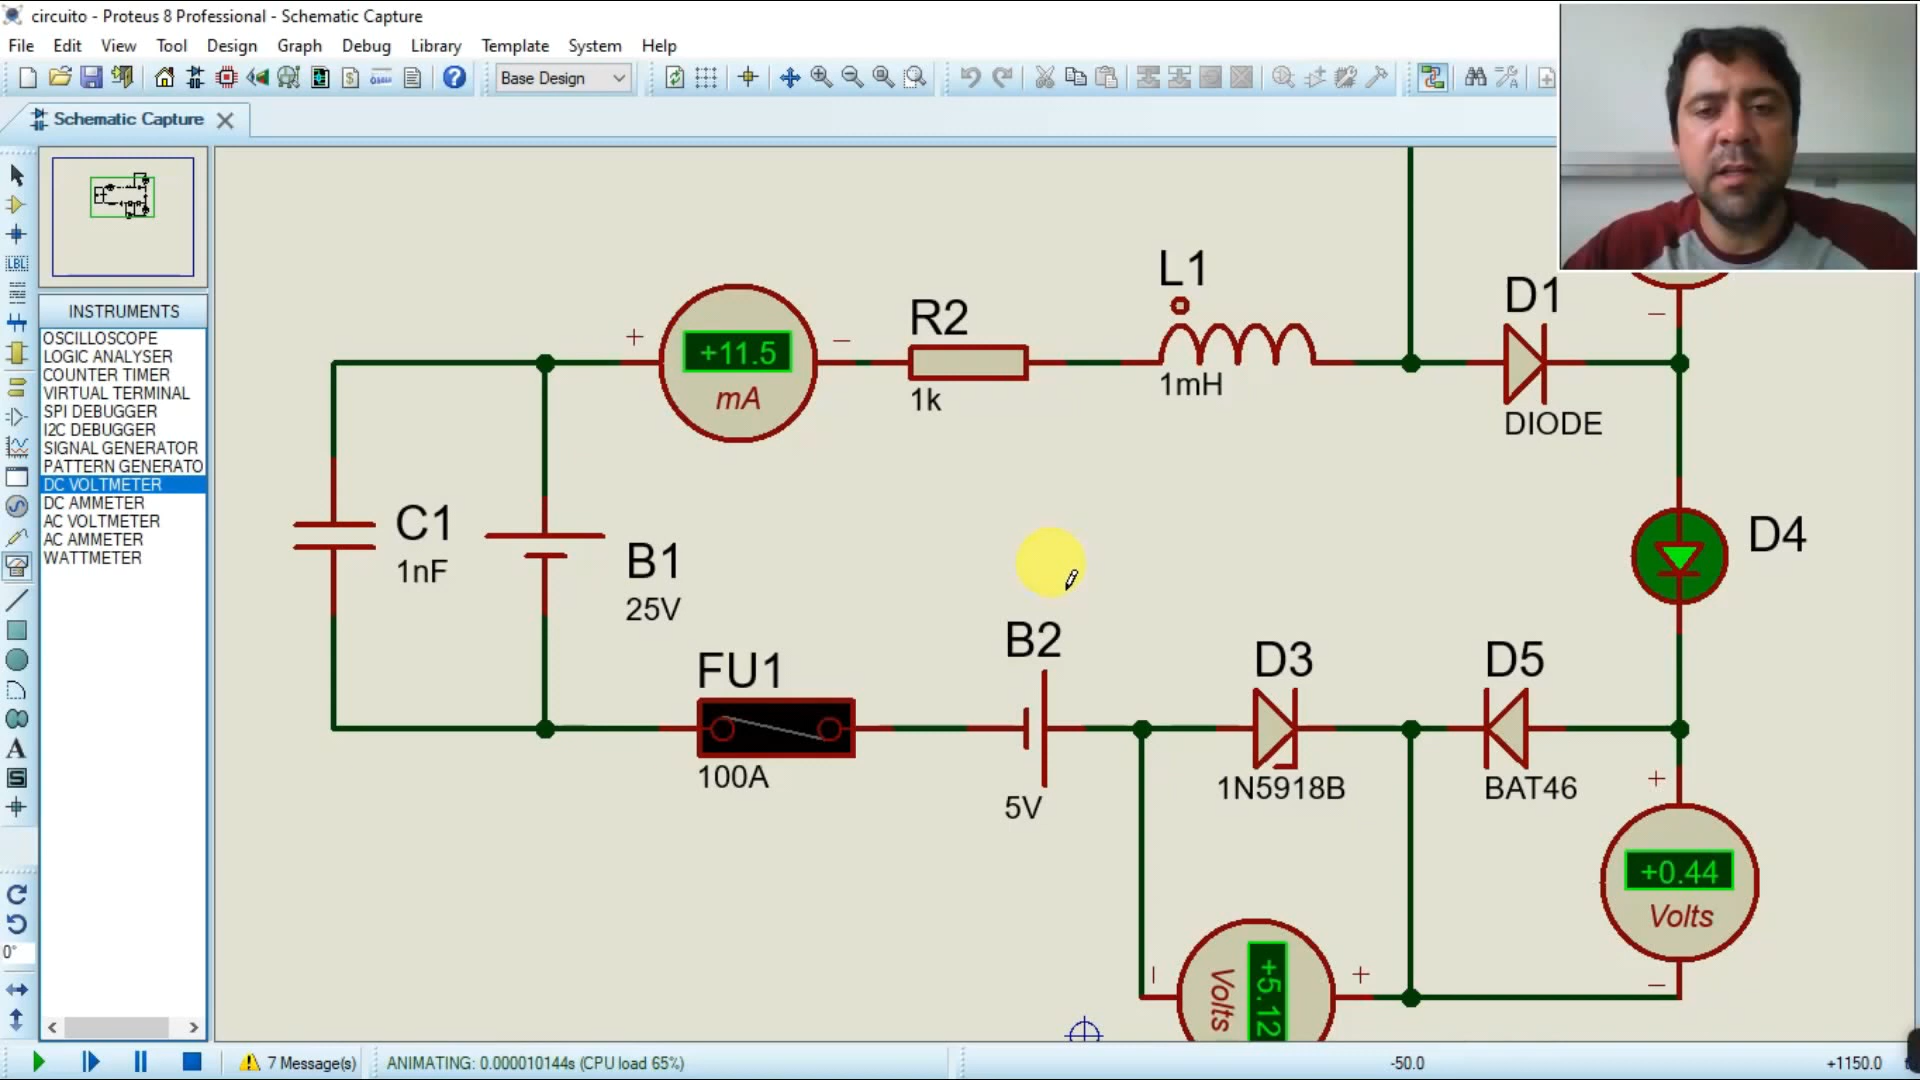 circuito - Proteus 8 Professional - Schematic Capture
File Edit View Tool Design Graph Debug Library Template System Help
Base Design
Schematic Capture
INSTRUMENTS
OSCILLOSCOPE
LOGIC ANALYSER
COUNTER TIMER
VIRTUAL TERMINAL
SPI DEBUGGER
I2C DEBUGGER
SIGNAL GENERATOR
PATTERN GENERATO
DC VOLTMETER
DC AMMETER
AC VOLTMETER
AC AMMETER
WATTMETER
LBL
A
S
0°
L1
1mH
R2
1k
+ −
+11.5
mA
D1
DIODE
−
C1
1nF
B1
25V
D4
FU1
100A
B2
5V
D3
1N5918B
D5
BAT46
+
+0.44
Volts
−
− +
+5.12
Volts
7 Message(s)
ANIMATING: 0.000010144s (CPU load 65%)
-50.0
+1150.0